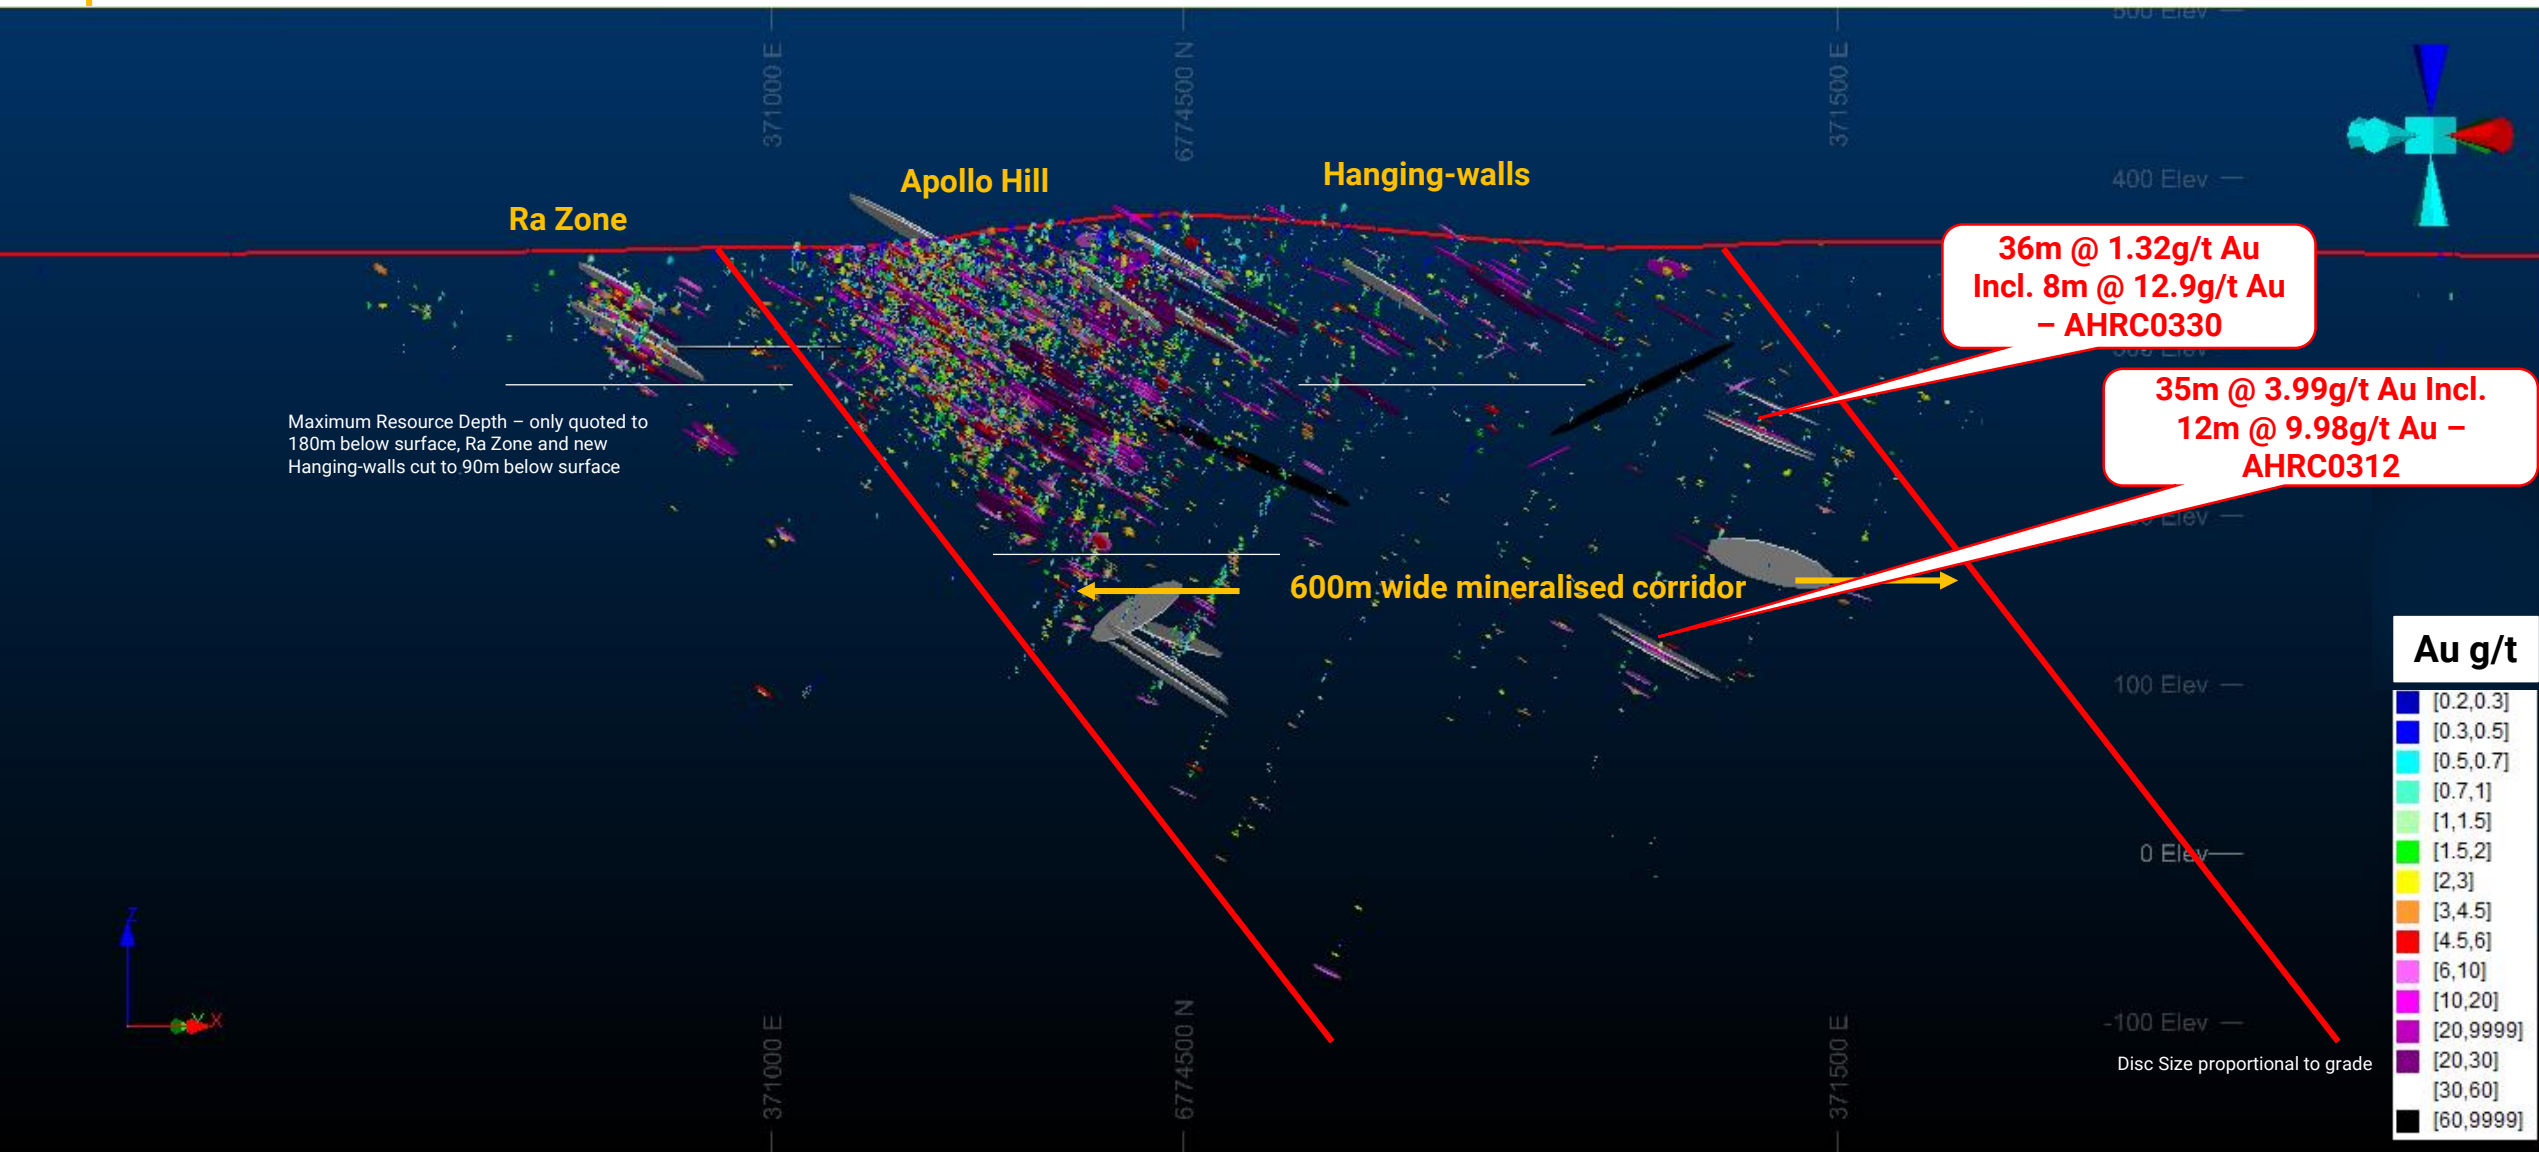 500 Elev
371000 E
6774500 N
371500 E
400 Elev
Apollo Hill
Hanging-walls
Ra Zone
36m @ 1.32g/t Au
Incl. 8m @ 12.9g/t Au
– AHRC0330
300 Elev
35m @ 3.99g/t Au Incl.
12m @ 9.98g/t Au –
AHRC0312
Maximum Resource Depth – only quoted to
180m below surface, Ra Zone and new
Hanging-walls cut to 90m below surface
Elev
600m wide mineralised corridor
Au g/t
100 Elev
[0.2,0.3]
[0.3,0.5]
[0.5,0.7]
[0.7,1]
[1,1.5]
0 Elev
[1.5,2]
[2,3]
[3,4.5]
[4.5,6]
[6,10]
[10,20]
[20,9999]
[20,30]
[30,60]
[60,9999]
Z
Y X
-100 Elev
371000 E
6774500 N
371500 E
Disc Size proportional to grade